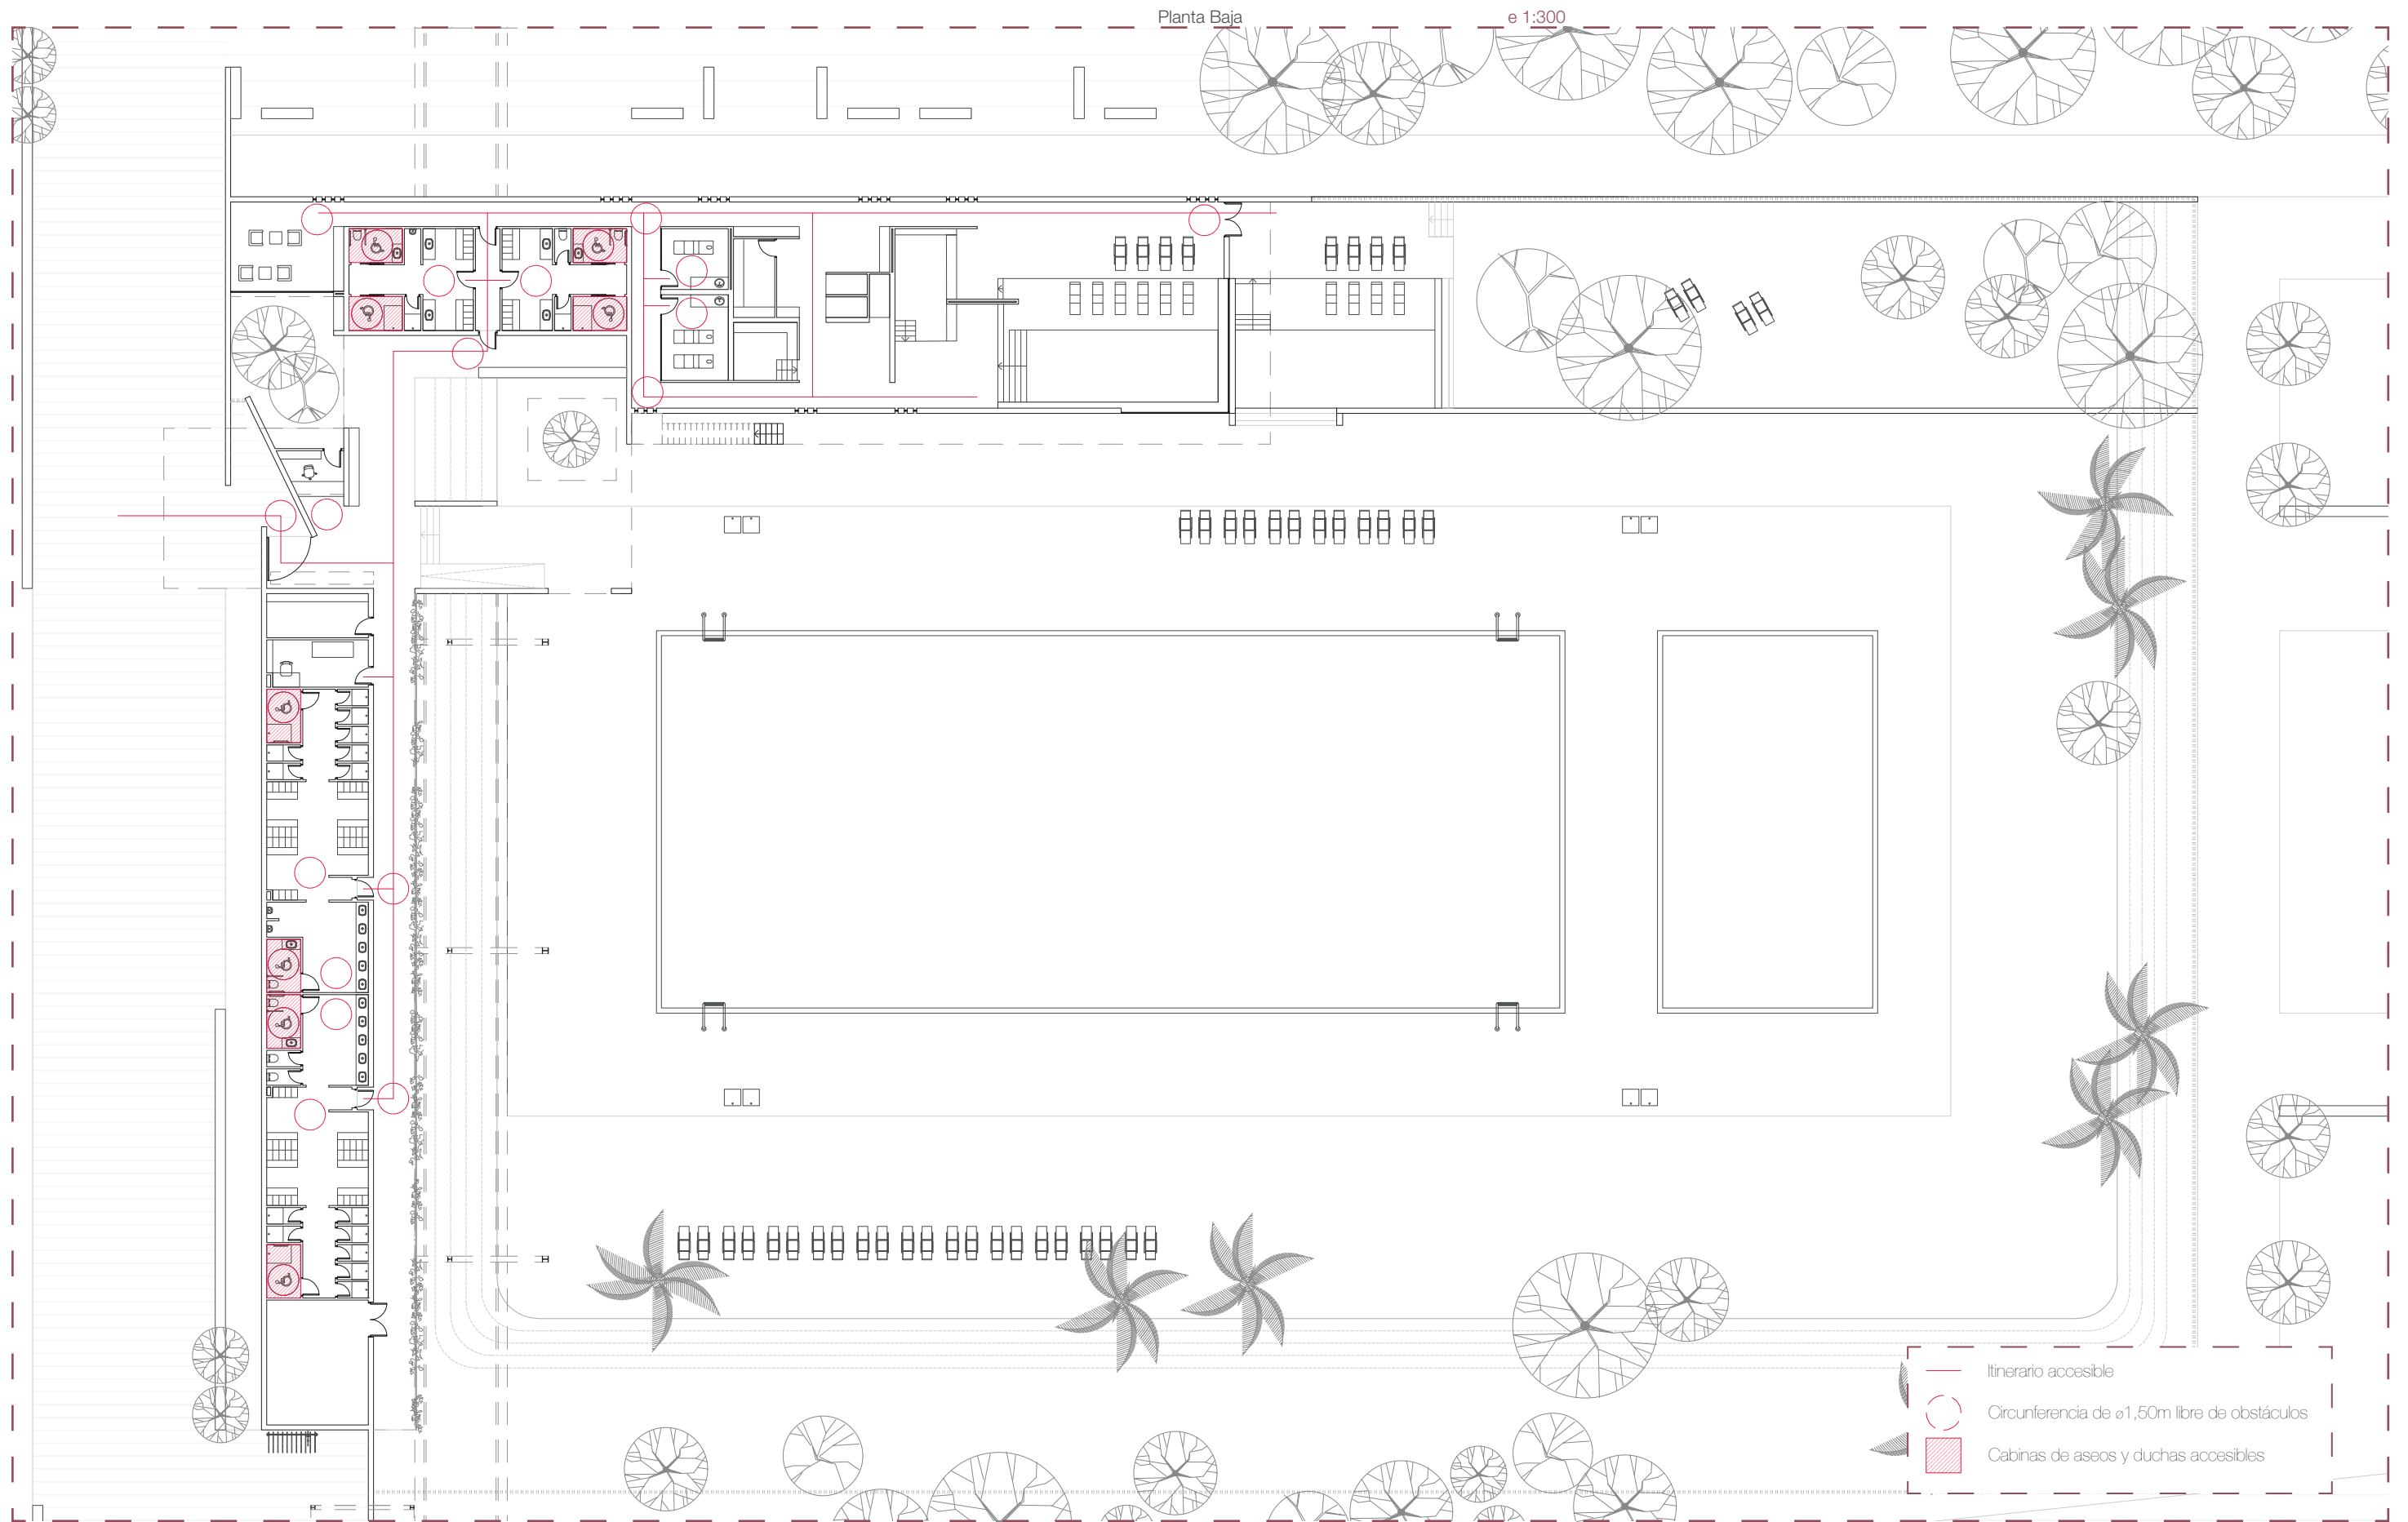 Planta Baja
e 1:300
Itinerario accesible
Circunferencia de ø1,50m libre de obstáculos
Cabinas de aseos y duchas accesibles